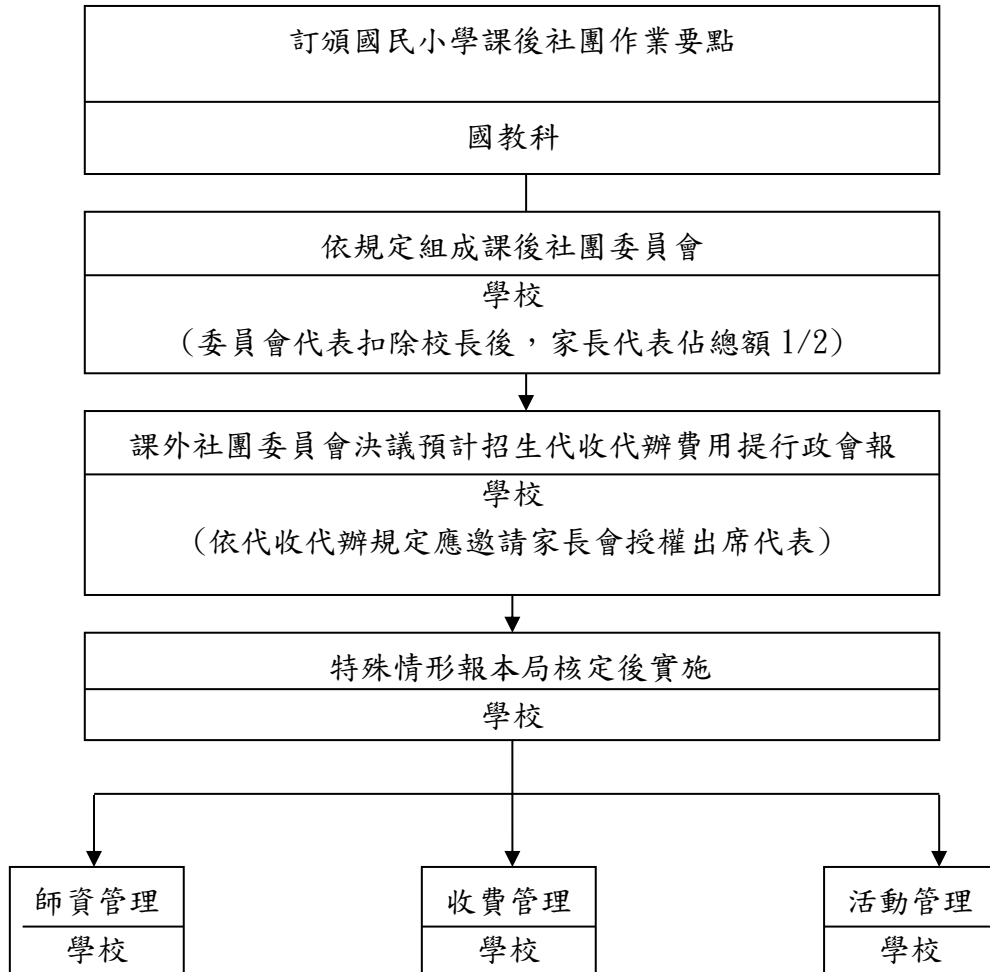 訂頒國民小學課後社團作業要點
國教科
依規定組成課後社團委員會
學校
(委員會代表扣除校長後，家長代表佔總額 1/2)
課外社團委員會決議預計招生代收代辦費用提行政會報
學校
(依代收代辦規定應邀請家長會授權出席代表)
特殊情形報本局核定後實施
學校
師資管理
學校
收費管理
學校
活動管理
學校